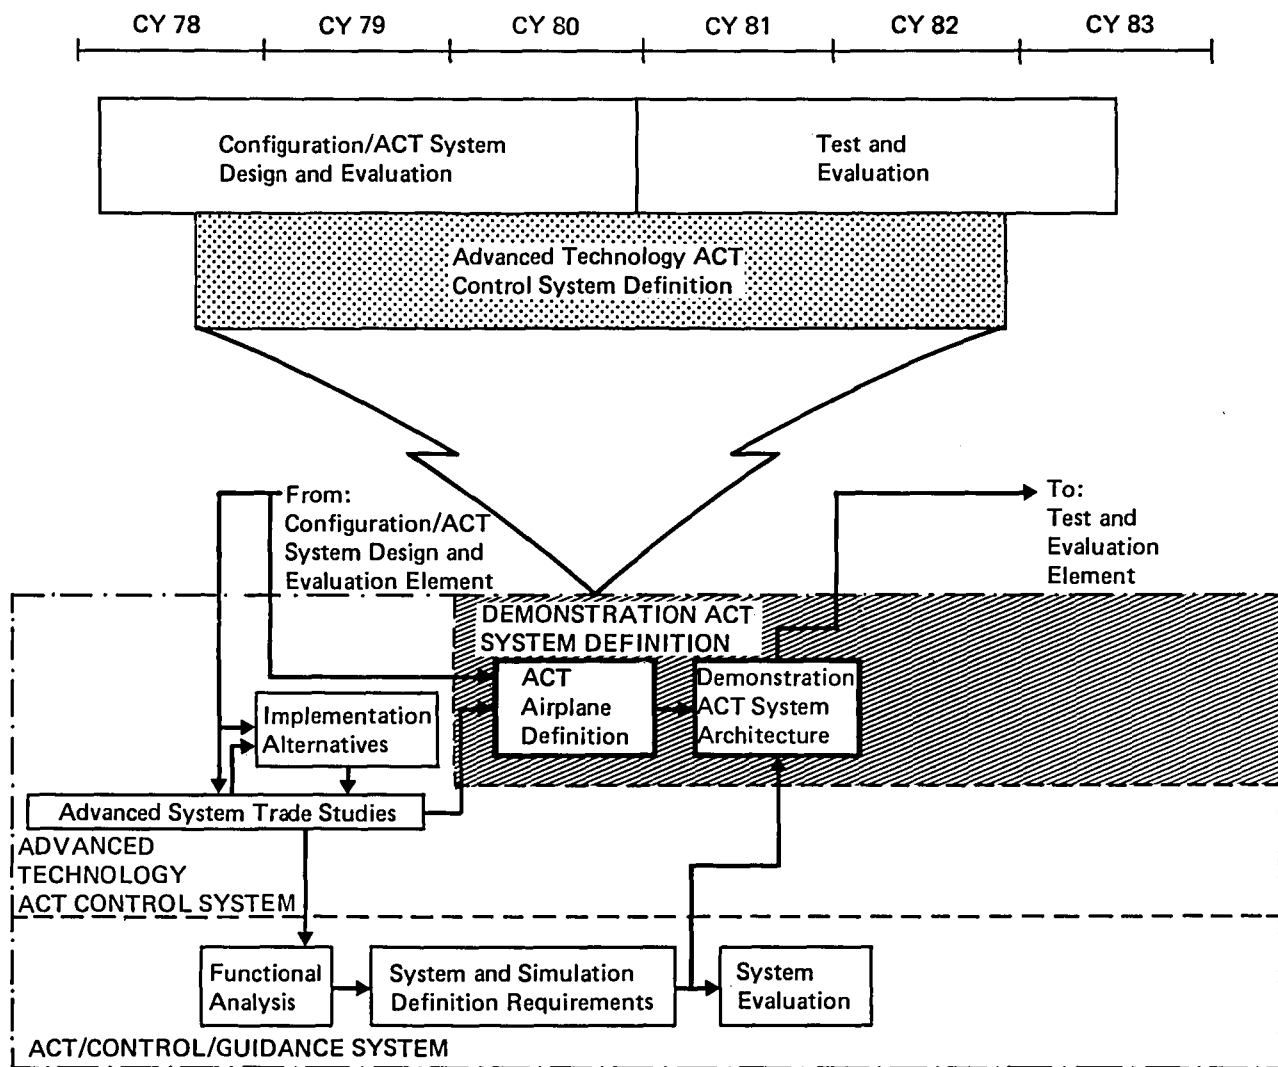 CY 78 CY 79 CY 80 CY 81 CY 82 CY 83
Configuration/ACT System
Design and Evaluation
Test and
Evaluation
Advanced Technology ACT
Control System Definition
From:
Configuration/ACT
System Design and
Evaluation Element
To:
Test and
Evaluation
Element
DEMONSTRATION ACT
SYSTEM DEFINITION
ACT
Airplane
Definition
Demonstration
ACT System
Architecture
Implementation
Alternatives
Advanced System Trade Studies
ADVANCED
TECHNOLOGY
ACT CONTROL SYSTEM
Functional
Analysis
System and Simulation
Definition Requirements
System
Evaluation
ACT/CONTROL/GUIDANCE SYSTEM